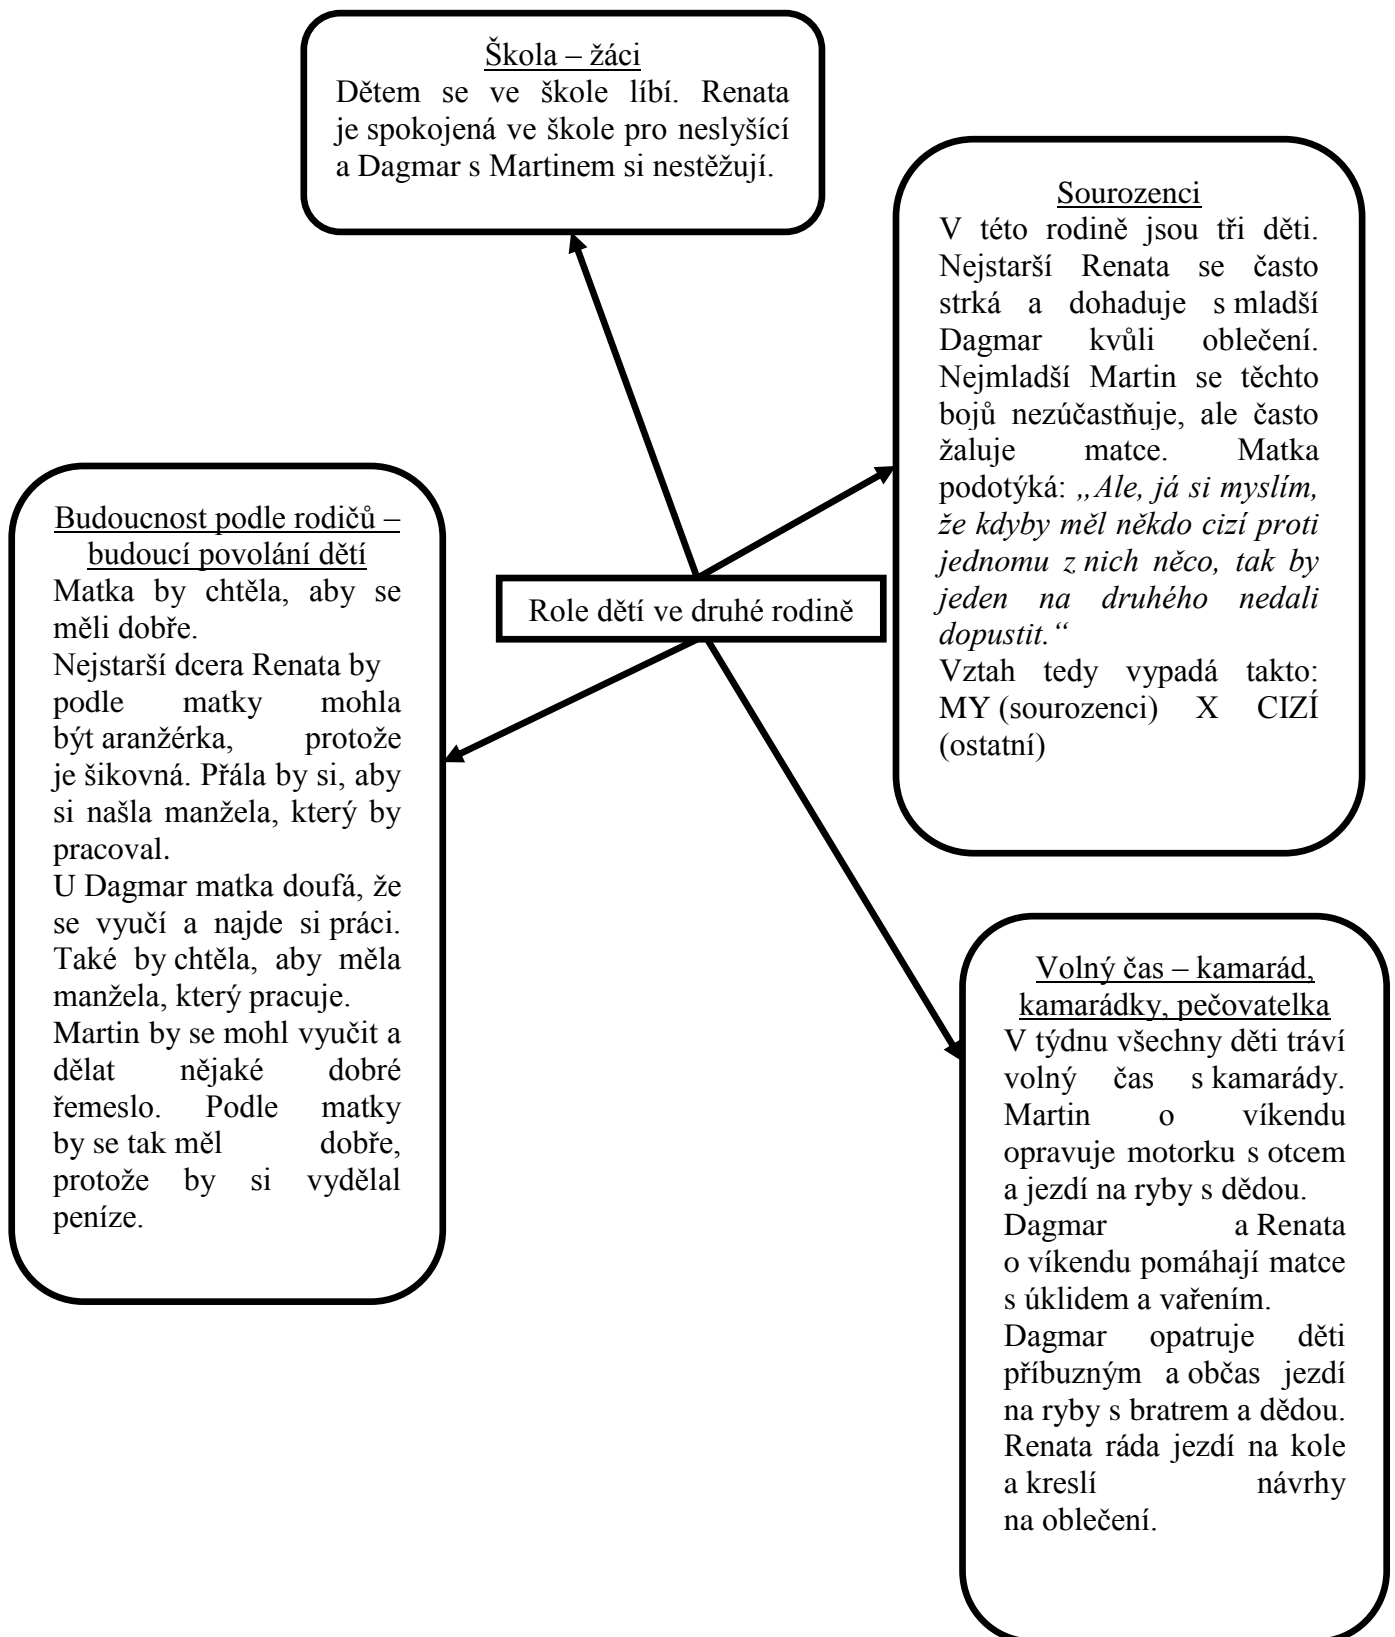 Škola – žáci
Dětem se ve škole líbí. Renata
je spokojená ve škole pro neslyšící
a Dagmar s Martinem si nestěžují.
Sourozenci
V této rodině jsou tři děti.
Nejstarší Renata se často
strká a dohaduje s mladší
Dagmar kvůli oblečení.
Nejmladší Martin se těchto
bojů nezúčastňuje, ale často
žaluje matce. Matka
podotýká: „Ale, já si myslím,
že kdyby měl někdo cizí proti
jednomu z nich něco, tak by
jeden na druhého nedali
dopustit.“
Vztah tedy vypadá takto:
MY (sourozenci) X CIZÍ
(ostatní)
Budoucnost podle rodičů –
budoucí povolání dětí
Matka by chtěla, aby se
měli dobře.
Nejstarší dcera Renata by
podle matky mohla
být aranžérka, protože
je šikovná. Přála by si, aby
si našla manžela, který by
pracoval.
U Dagmar matka doufá, že
se vyučí a najde si práci.
Také by chtěla, aby měla
manžela, který pracuje.
Martin by se mohl vyučit a
dělat nějaké dobré
řemeslo. Podle matky
by se tak měl dobře,
protože by si vydělal
peníze.
Role dětí ve druhé rodině
Volný čas – kamarád,
kamarádky, pečovatelka
V týdnu všechny děti tráví
volný čas s kamarády.
Martin o víkendu
opravuje motorku s otcem
a jezdí na ryby s dědou.
Dagmar a Renata
o víkendu pomáhají matce
s úklidem a vařením.
Dagmar opatruje děti
příbuzným a občas jezdí
na ryby s bratrem a dědou.
Renata ráda jezdí na kole
a kreslí návrhy
na oblečení.